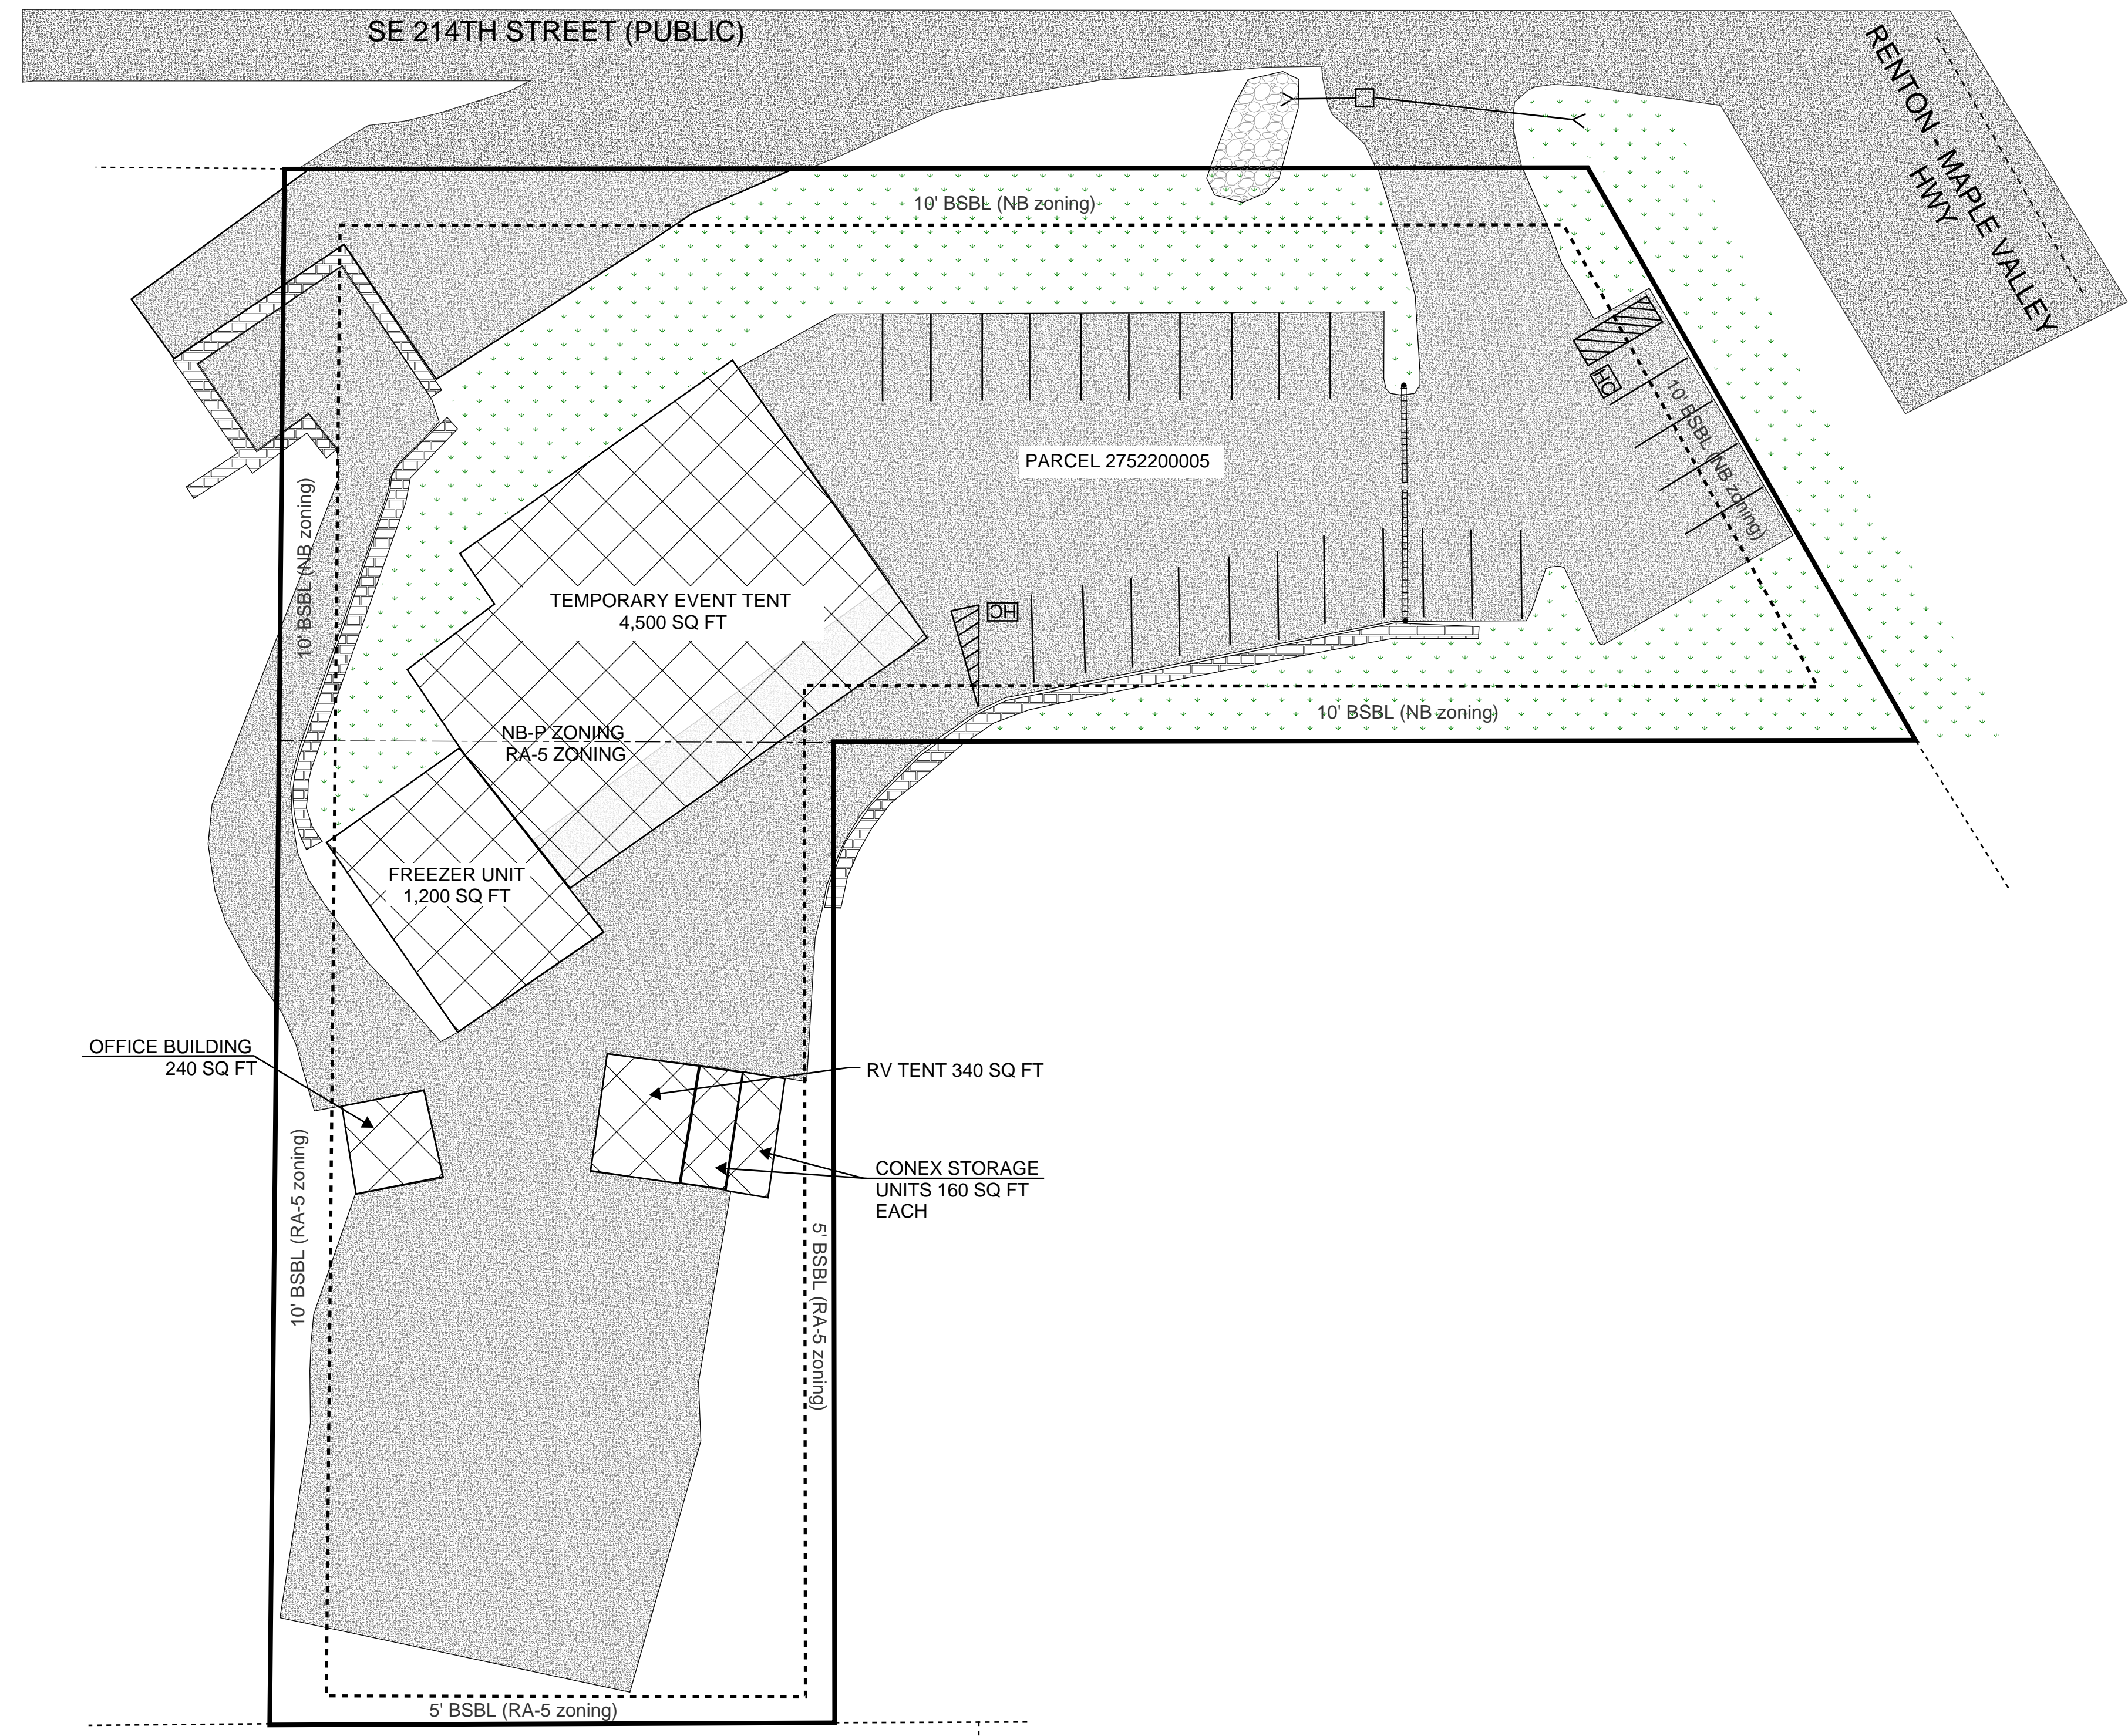 SE 214TH STREET (PUBLIC)
RENTON - MAPLE VALLEY
HWY
10' BSBL (NB zoning)
HC
10' BSBL (NB zoning)
PARCEL 2752200005
10' BSBL (NB zoning)
TEMPORARY EVENT TENT
4,500 SQ FT
HC
10' BSBL (NB zoning)
NB-P ZONING
RA-5 ZONING
FREEZER UNIT
1,200 SQ FT
OFFICE BUILDING
240 SQ FT
RV TENT 340 SQ FT
CONEX STORAGE
UNITS 160 SQ FT
EACH
10' BSBL (RA-5 zoning)
5' BSBL (RA-5 zoning)
5' BSBL (RA-5 zoning)